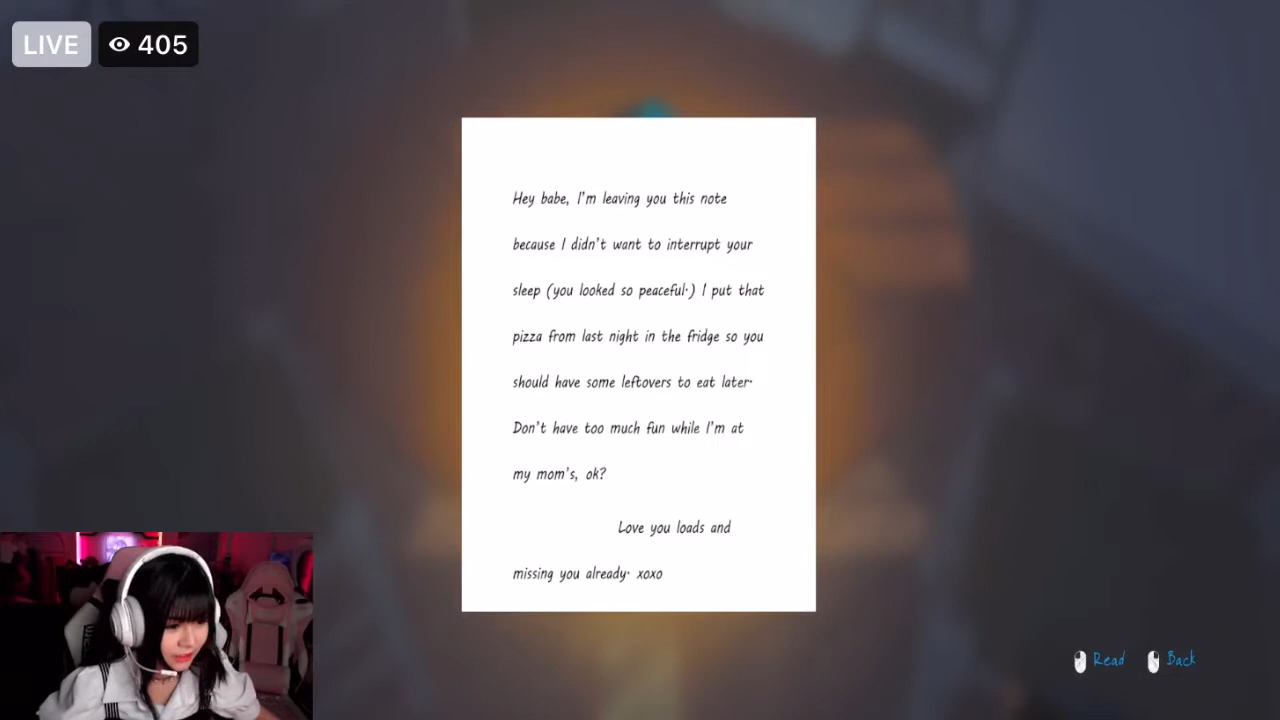 LIVE 405
Hey babe, I'm leaving you this note
because I didn't want to interrupt your
sleep (you looked so peaceful.) I put that
pizza from last night in the fridge so you
should have some leftovers to eat later.
Don't have too much fun while I'm at
my mom's, ok?
Love you loads and
missing you already. xoxo
Read Back